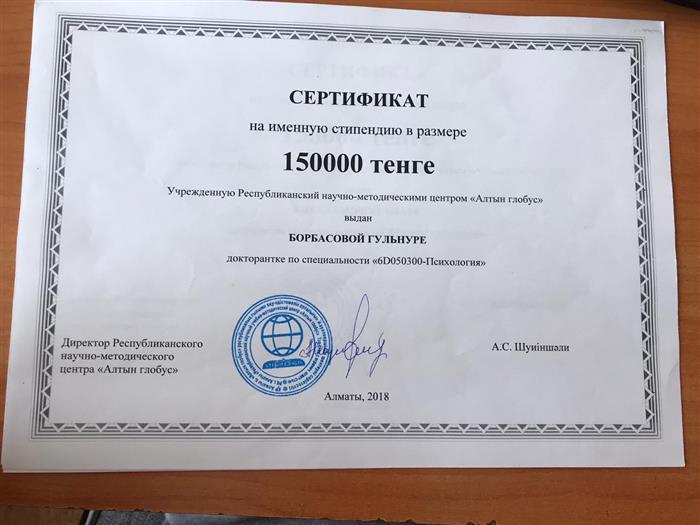 СЕРТИФИКАТ
на именную стипендию в размере
150000 тенге
Учрежденную Республиканский научно-методическими центром «Алтын глобус»
выдан
БОРБАСОВОЙ ГУЛЬНУРЕ
докторантке по специальности «6D050300-Психология»
Директор Республиканского
научно-методического
центра «Алтын глобус»
А.С. Шуиіншәли
Алматы, 2018